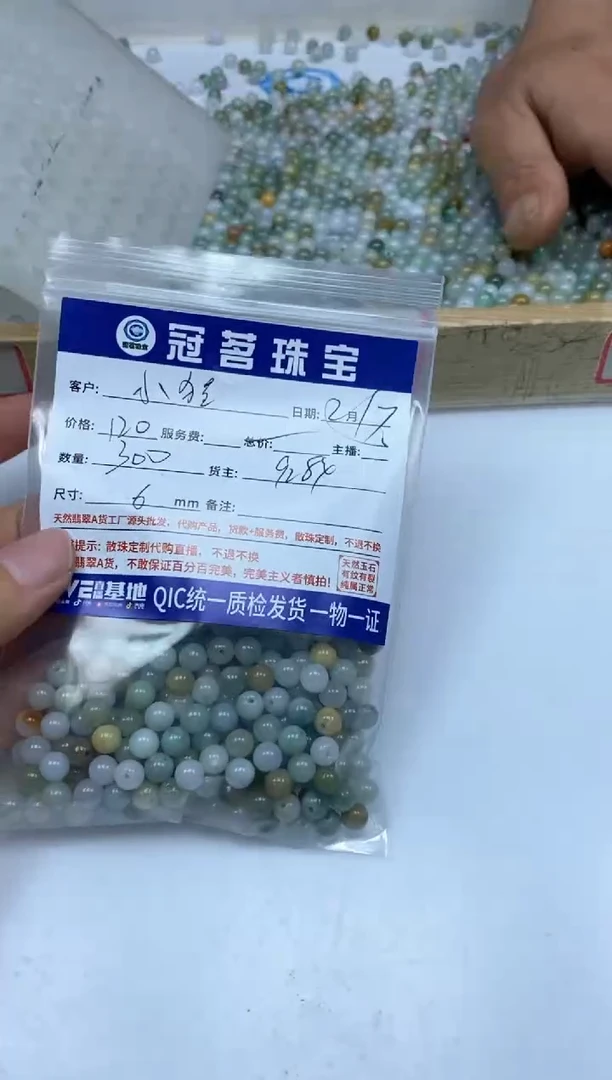 冠茗珠宝
客户: 小 日期: 2月17
价格: 120 服务费: 总价: 主播:
数量: 300 货主: 9284
尺寸: 6 mm 备注:
天然翡翠A货工厂源头批发，代购产品，货款+服务费，散珠定制，不退不换
提示: 散珠定制代购直播，不退不换
翡翠A货，不敢保证百分百完美，完美主义者慎拍!
天然玉石
有纹有裂
纯属正常
基地 QIC统一质检发货一物一证